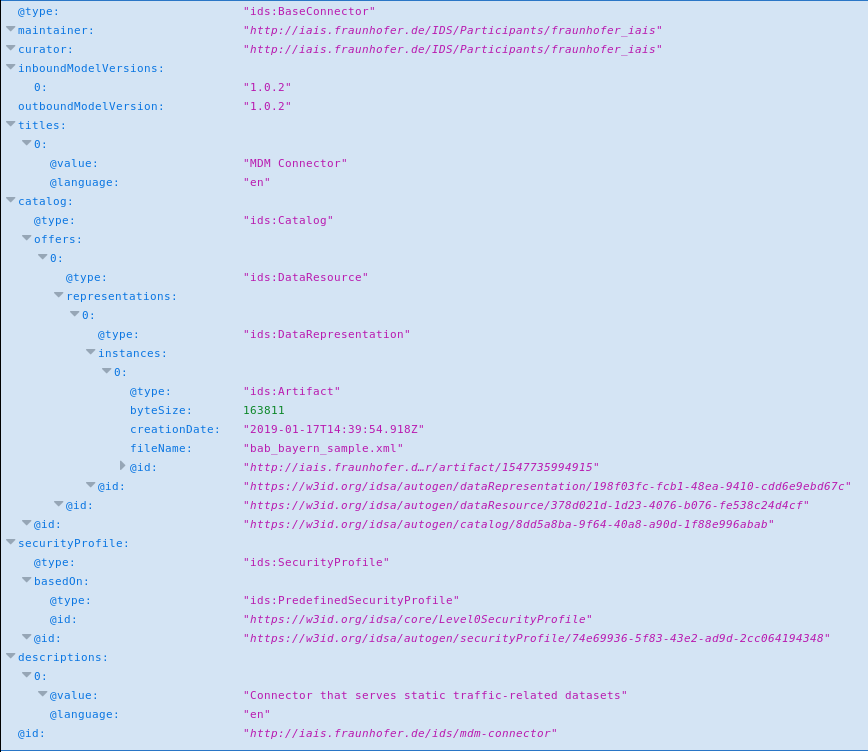 @type: "ids:BaseConnector"
maintainer: "http://iais.fraunhofer.de/IDS/Participants/fraunhofer_iais"
curator: "http://iais.fraunhofer.de/IDS/Participants/fraunhofer_iais"
inboundModelVersions:
0: "1.0.2"
outboundModelVersion: "1.0.2"
titles:
0:
@value: "MDM Connector"
@language: "en"
catalog:
@type: "ids:Catalog"
offers:
0:
@type: "ids:DataResource"
representations:
0:
@type: "ids:DataRepresentation"
instances:
0:
@type: "ids:Artifact"
byteSize: 163811
creationDate: "2019-01-17T14:39:54.918Z"
fileName: "bab_bayern_sample.xml"
@id: "http://iais.fraunhofer.d…r/artifact/1547735994915"
@id: "https://w3id.org/idsa/autogen/dataRepresentation/198f03fc-fcb1-48ea-9410-cdd6e9ebd67c"
@id: "https://w3id.org/idsa/autogen/dataResource/378d021d-1d23-4076-b076-fe538c24d4cf"
@id: "https://w3id.org/idsa/autogen/catalog/8dd5a8ba-9f64-40a8-a90d-1f88e996abab"
securityProfile:
@type: "ids:SecurityProfile"
basedOn:
@type: "ids:PredefinedSecurityProfile"
@id: "https://w3id.org/idsa/core/Level0SecurityProfile"
@id: "https://w3id.org/idsa/autogen/securityProfile/74e69936-5f83-43e2-ad9d-2cc064194348"
descriptions:
0:
@value: "Connector that serves static traffic-related datasets"
@language: "en"
@id: "http://iais.fraunhofer.de/ids/mdm-connector"